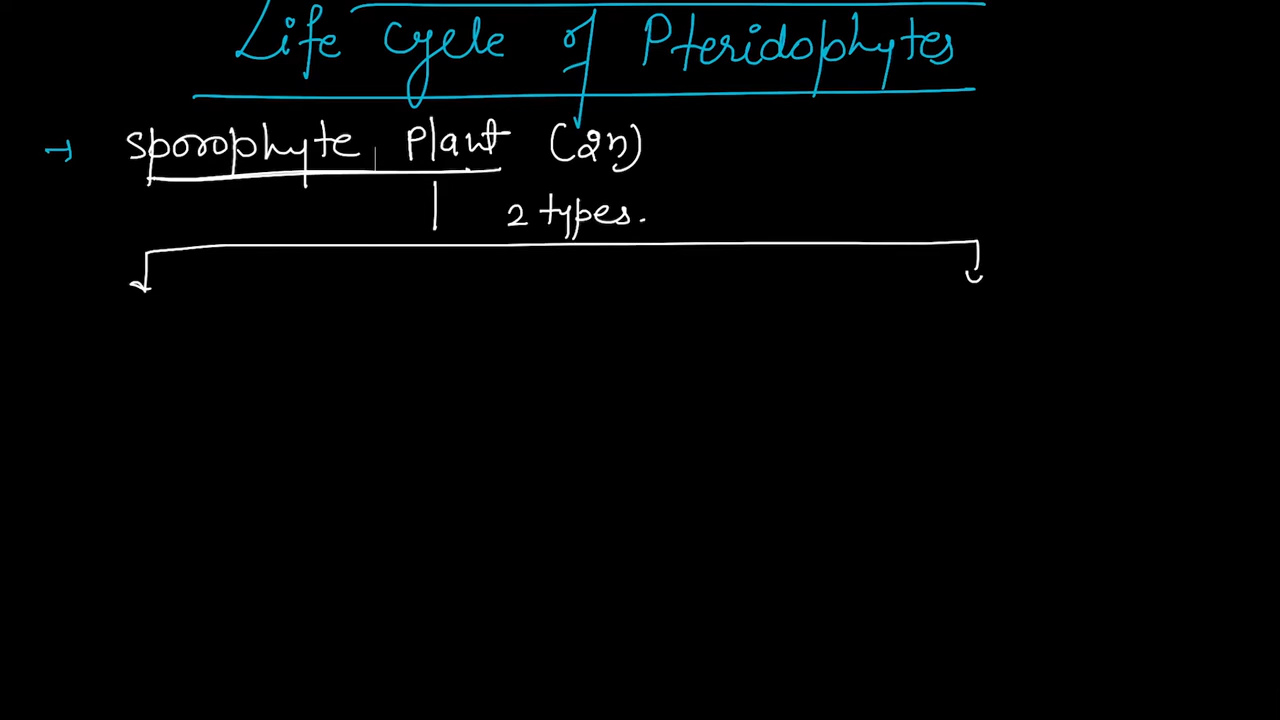 Life cycle of Pteridophytes
→ sporophyte Plant (2n)
2 types.